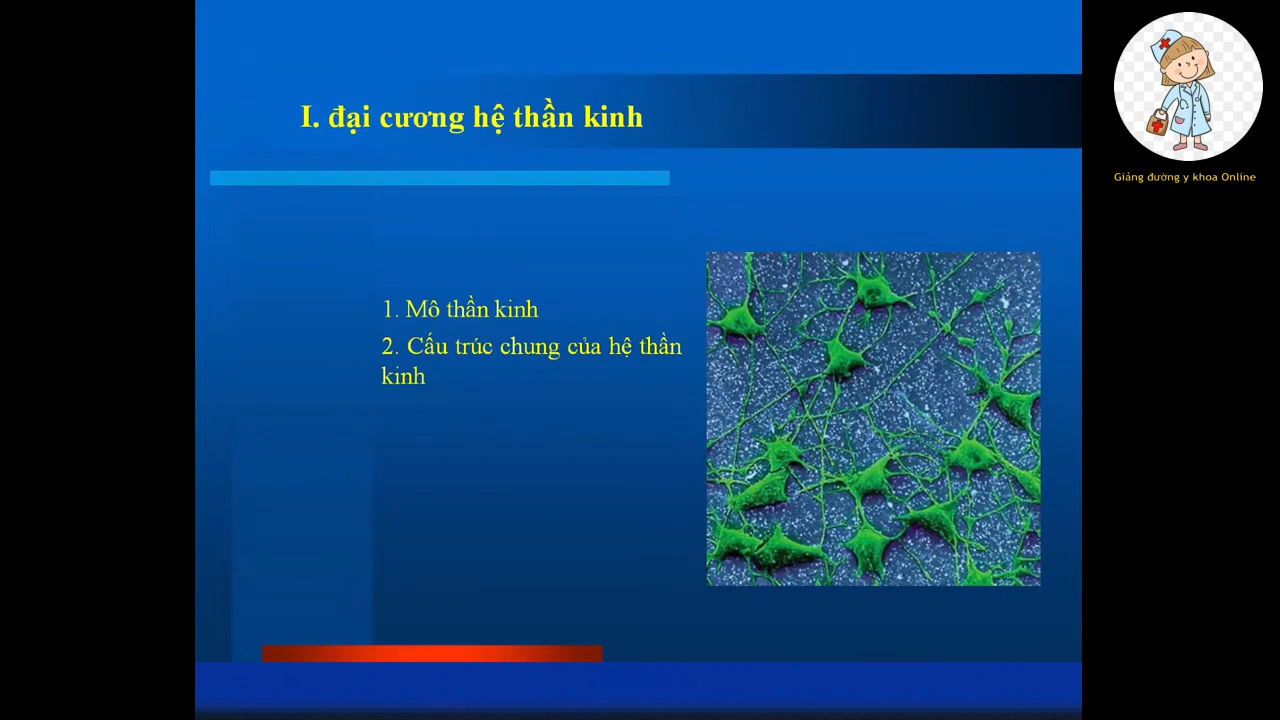 I. đại cương hệ thần kinh
Giảng đường y khoa Online
1. Mô thần kinh
2. Cấu trúc chung của hệ thần
kinh